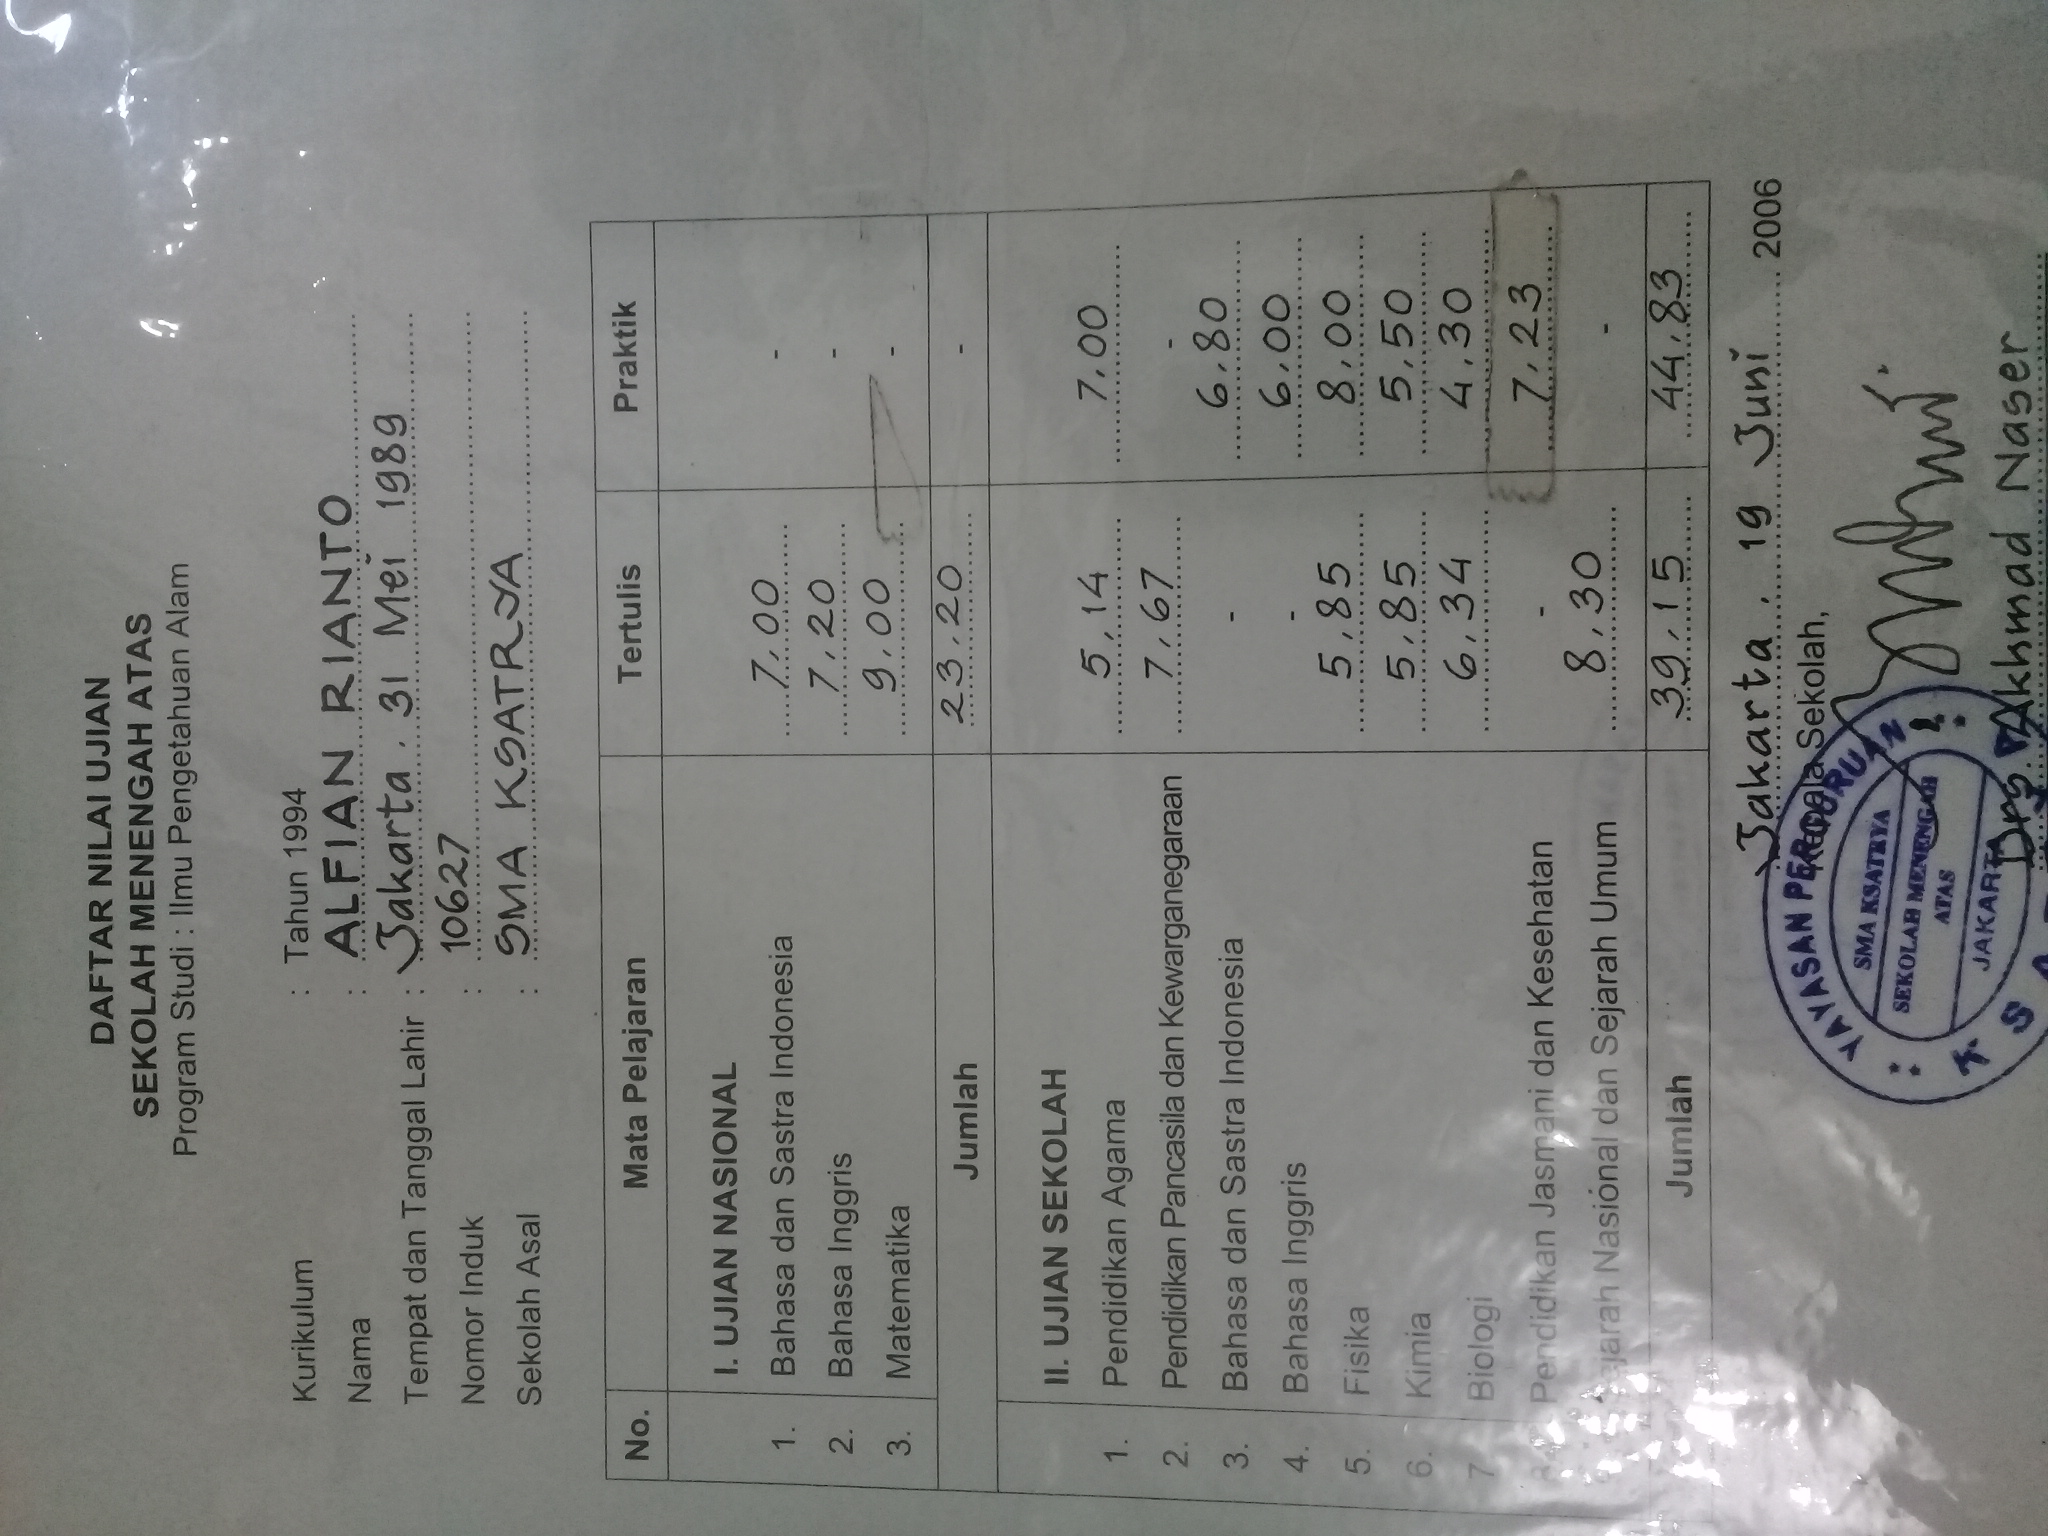 DAFTAR NILAI UJIAN
SEKOLAH MENENGAH ATAS
Program Studi : Ilmu Pengetahuan Alam
Kurikulum : Tahun 1994
Nama : ALFIAN RIANTO
Tempat dan Tanggal Lahir : Jakarta . 31 Mei 1989
Nomor Induk : 10627
Sekolah Asal : SMA KSATRYA
No. Mata Pelajaran Tertulis Praktik
I. UJIAN NASIONAL
1. Bahasa dan Sastra Indonesia 7,00 -
2. Bahasa Inggris 7,20 -
3. Matematika 9,00 -
Jumlah 23,20 -
II. UJIAN SEKOLAH
1. Pendidikan Agama 5,14 7,00
2. Pendidikan Pancasila dan Kewarganegaraan 7,67 -
3. Bahasa dan Sastra Indonesia - 6,80
4. Bahasa Inggris - 6,00
5. Fisika 5,85 8,00
6. Kimia 5,85 5,50
7 Biologi 6,34 4,30
Pendidikan Jasmani dan Kesehatan - 7,23
Sejarah Nasional dan Sejarah Umum 8,30 -
Jumlah 39,15 44,83
Jakarta . 19 Juni 2006
Kepala Sekolah,
YAYASAN PERGURUAN
SMA KSATRYA
SEKOLAH MENENGAH
ATAS
JAKARTA
Drs. Akhmad Naser